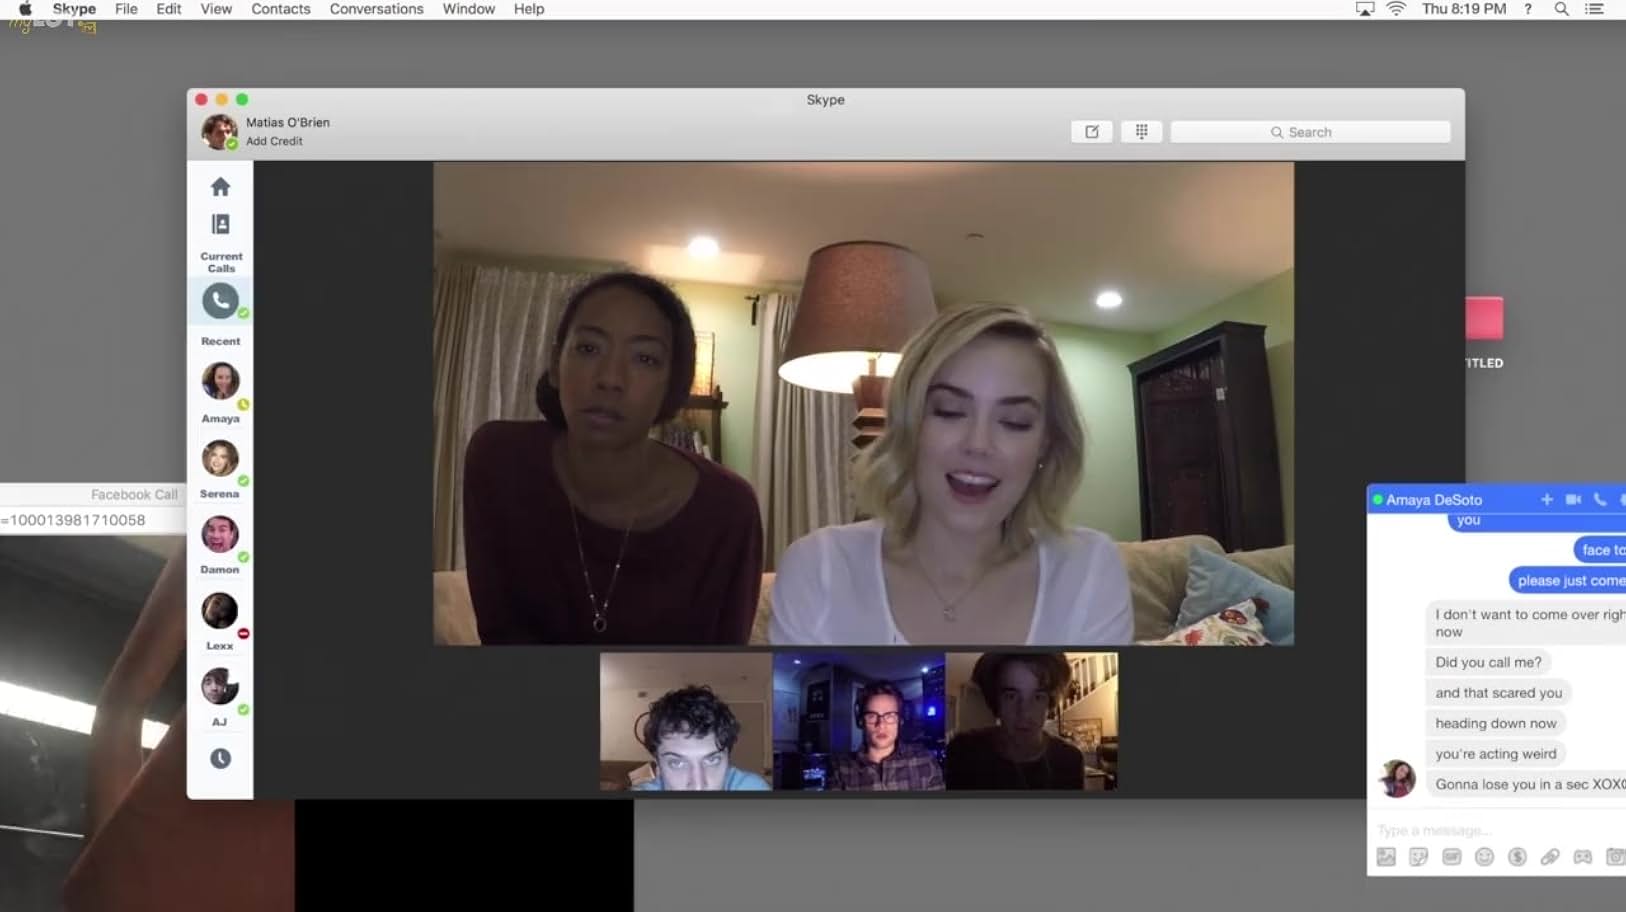 Skype File Edit View Contacts Conversations Window Help
Thu 8:19 PM ?
my
Skype
Matias O'Brien
Add Credit
Search
Current
Calls
Recent
Amaya
Serena
Damon
Lexx
AJ
ITLED
Facebook Call
=100013981710058
Amaya DeSoto
you
face to
please just come
I don't want to come over righ
now
Did you call me?
and that scared you
heading down now
you're acting weird
Gonna lose you in a sec XOXO
Type a message...
GIF
$